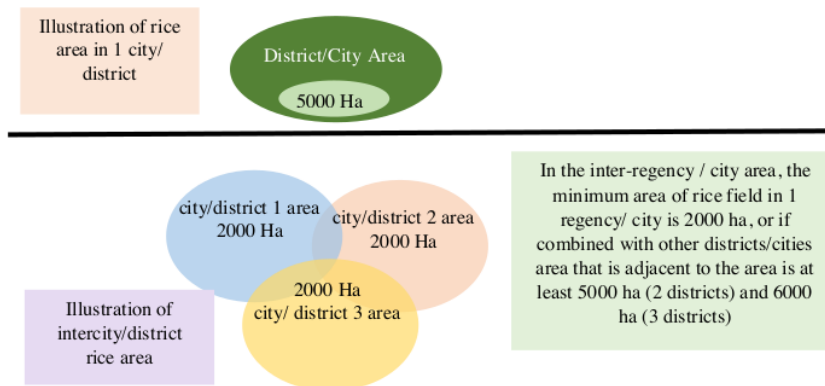 Illustration of rice
area in 1 city/
district
District/City Area
5000 Ha
city/district 1 area
2000 Ha
city/district 2 area
2000 Ha
2000 Ha
city/ district 3 area
Illustration of
intercity/district
rice area
In the inter-regency / city area, the
minimum area of rice field in 1
regency/ city is 2000 ha, or if
combined with other districts/cities
area that is adjacent to the area is at
least 5000 ha (2 districts) and 6000
ha (3 districts)